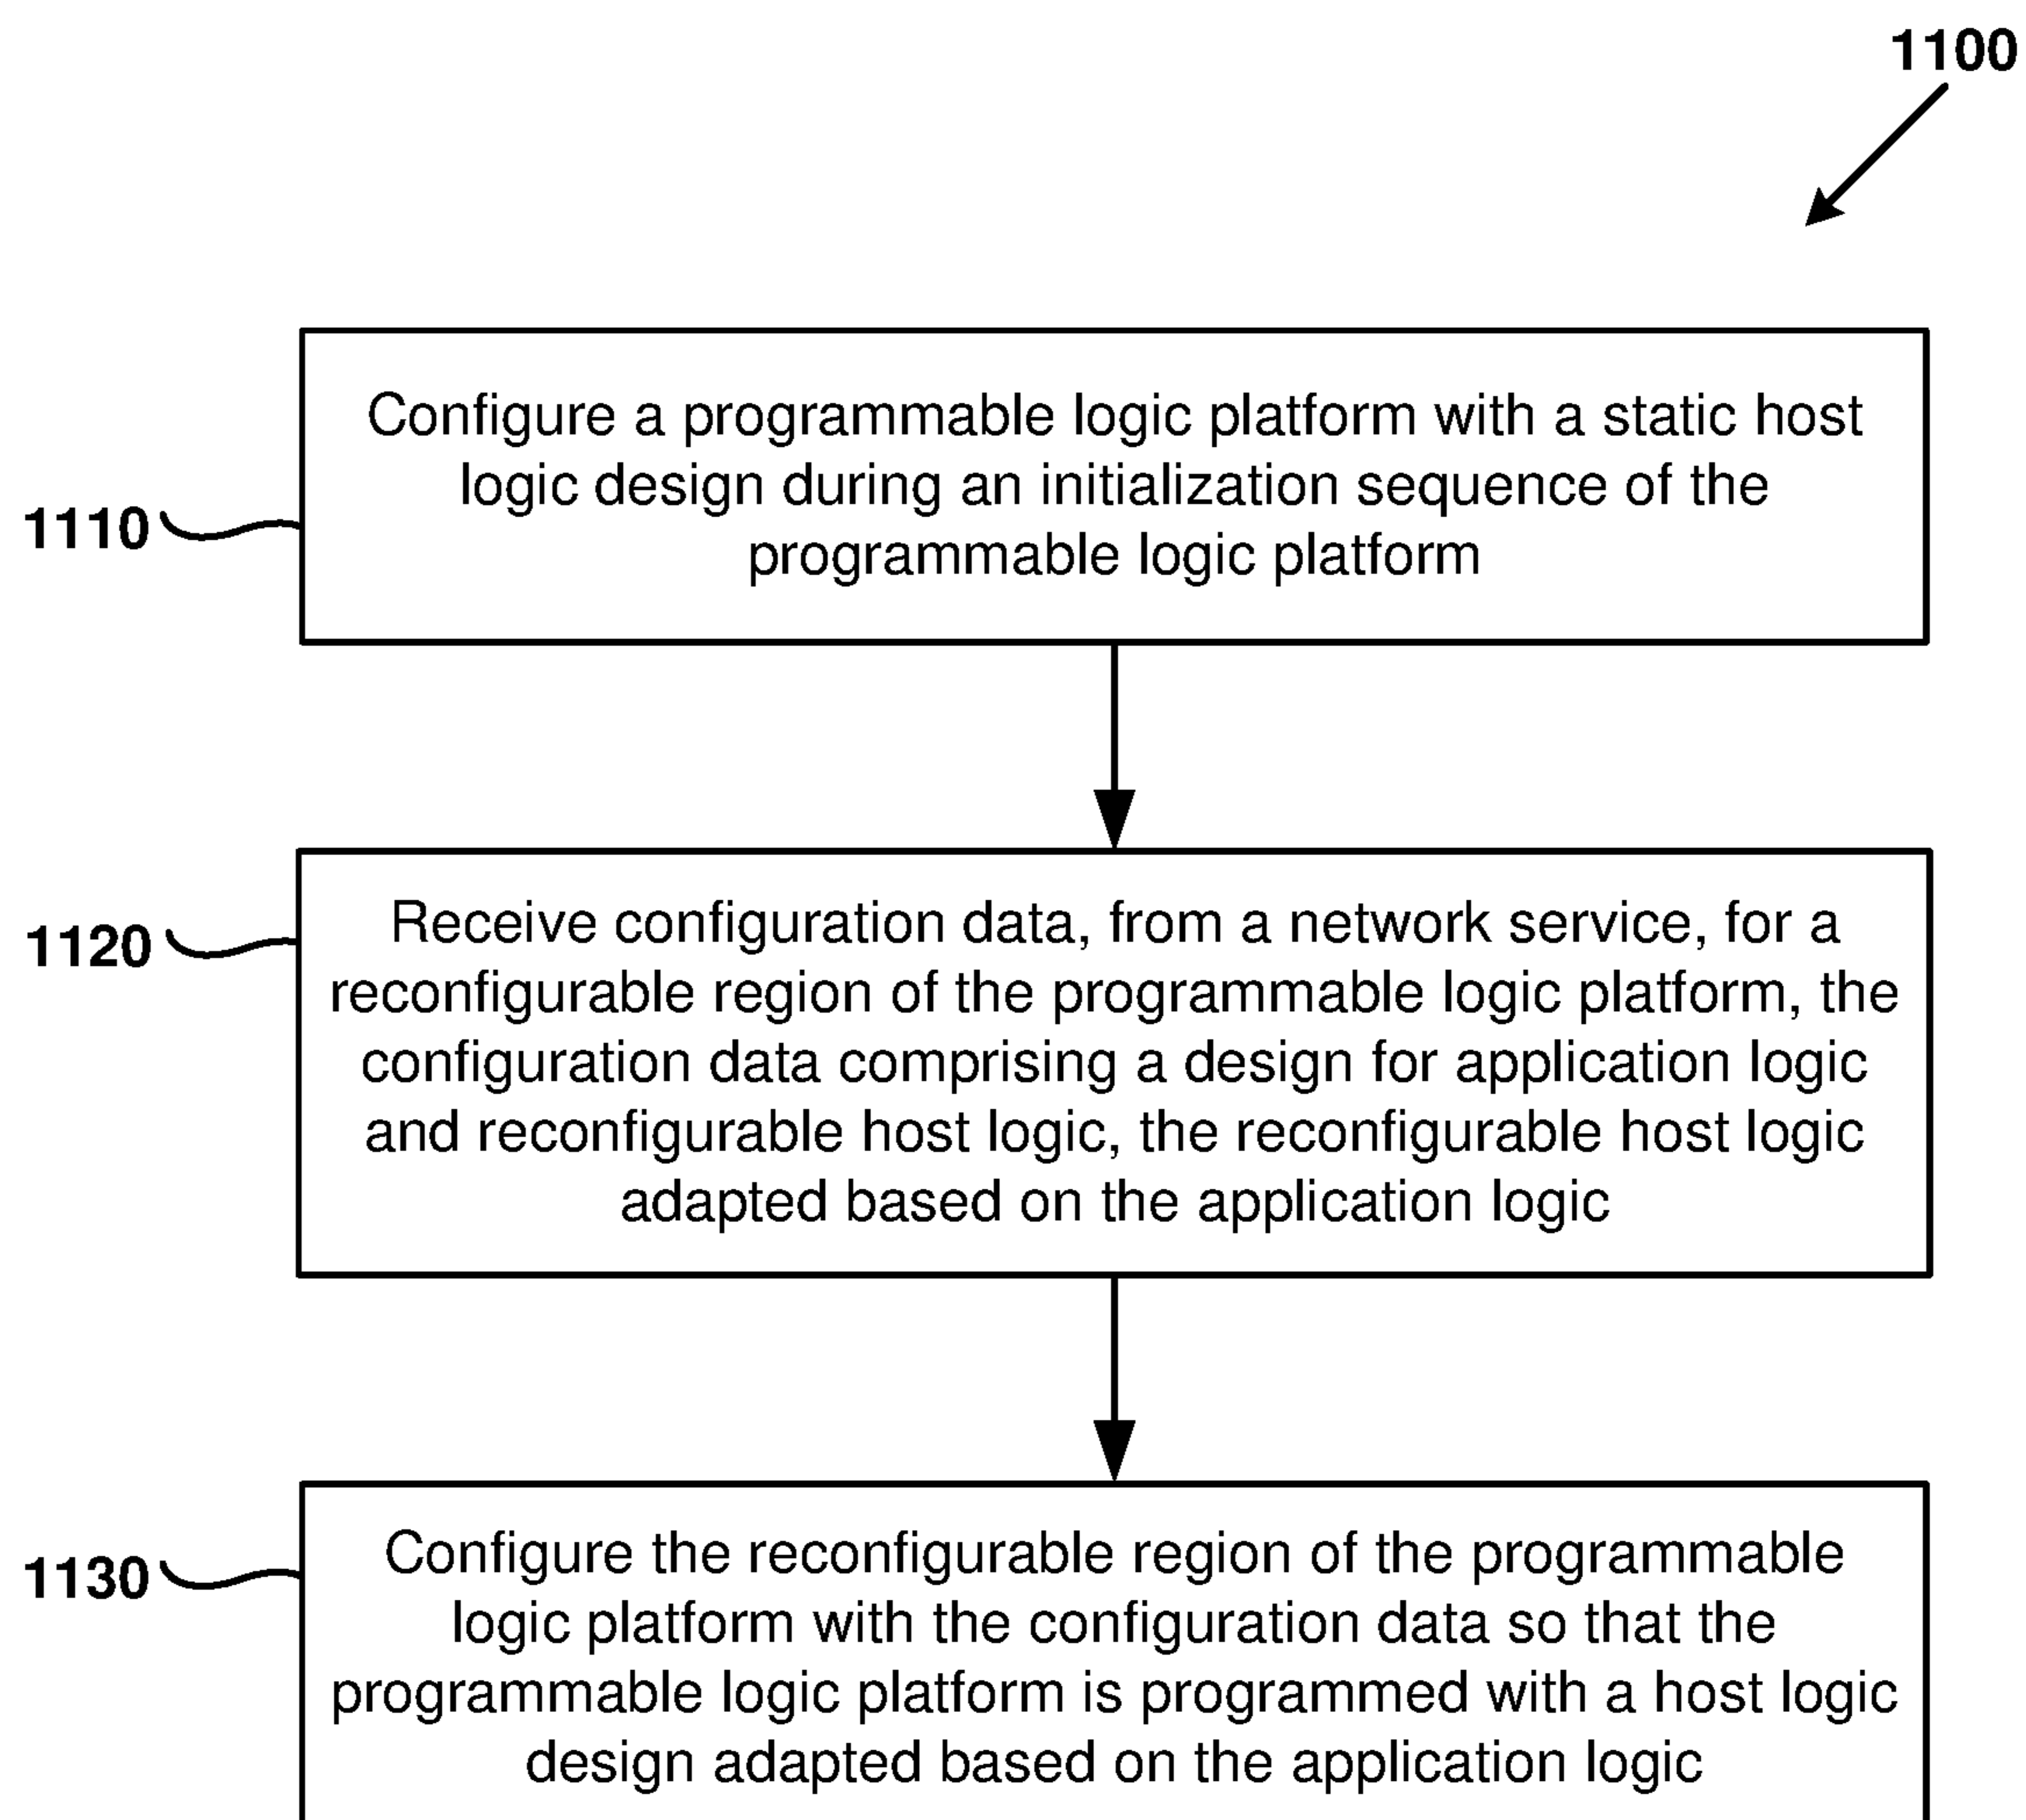 1100
Configure a programmable logic platform with a static host
logic design during an initialization sequence of the
programmable logic platform
1110
Receive configuration data, from a network service, for a
reconfigurable region of the programmable logic platform, the
configuration data comprising a design for application logic
and reconfigurable host logic, the reconfigurable host logic
adapted based on the application logic
1120
Configure the reconfigurable region of the programmable
logic platform with the configuration data so that the
programmable logic platform is programmed with a host logic
design adapted based on the application logic
1130